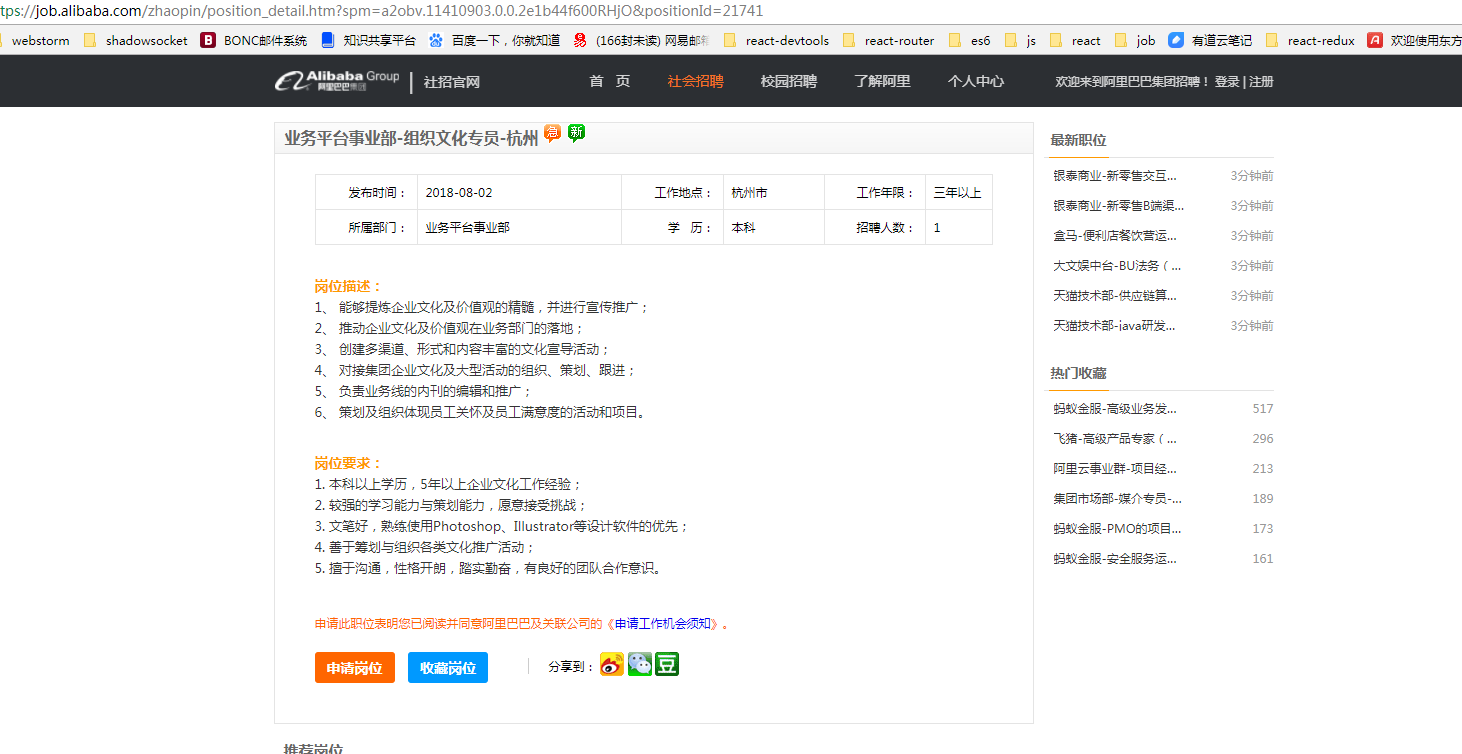 tps://job.alibaba.com/zhaopin/position_detail.htm?spm=a2obv.11410903.0.0.2e1b44f600RHjO&positionId=21741
webstorm shadowsocket BONC邮件系统 知识共享平台 百度一下，你就知道 (166封未读) 网易邮箱 react-devtools react-router es6 js react job 有道云笔记 react-redux 欢迎使用东方
Alibaba Group 阿里巴巴集团 | 社招官网 首 页 社会招聘 校园招聘 了解阿里 个人中心 欢迎来到阿里巴巴集团招聘！ 登录 | 注册
业务平台事业部-组织文化专员-杭州 急 新
发布时间： 2018-08-02 工作地点： 杭州市 工作年限： 三年以上
所属部门： 业务平台事业部 学 历： 本科 招聘人数： 1
岗位描述：
1、 能够提炼企业文化及价值观的精髓，并进行宣传推广；
2、 推动企业文化及价值观在业务部门的落地；
3、 创建多渠道、形式和内容丰富的文化宣导活动；
4、 对接集团企业文化及大型活动的组织、策划、跟进；
5、 负责业务线的内刊的编辑和推广；
6、 策划及组织体现员工关怀及员工满意度的活动和项目。
岗位要求：
1. 本科以上学历，5年以上企业文化工作经验；
2. 较强的学习能力与策划能力，愿意接受挑战；
3. 文笔好，熟练使用Photoshop、Illustrator等设计软件的优先；
4. 善于筹划与组织各类文化推广活动；
5. 擅于沟通，性格开朗，踏实勤奋，有良好的团队合作意识。
申请此职位表明您已阅读并同意阿里巴巴及关联公司的《申请工作机会须知》。
申请岗位 收藏岗位 分享到： 豆
推荐岗位
最新职位
银泰商业-新零售交互... 3分钟前
银泰商业-新零售B端渠... 3分钟前
盒马-便利店餐饮营运... 3分钟前
大文娱中台-BU法务（... 3分钟前
天猫技术部-供应链算... 3分钟前
天猫技术部-java研发... 3分钟前
热门收藏
蚂蚁金服-高级业务发... 517
飞猪-高级产品专家（... 296
阿里云事业群-项目经... 213
集团市场部-媒介专员-... 189
蚂蚁金服-PMO的项目... 173
蚂蚁金服-安全服务运... 161